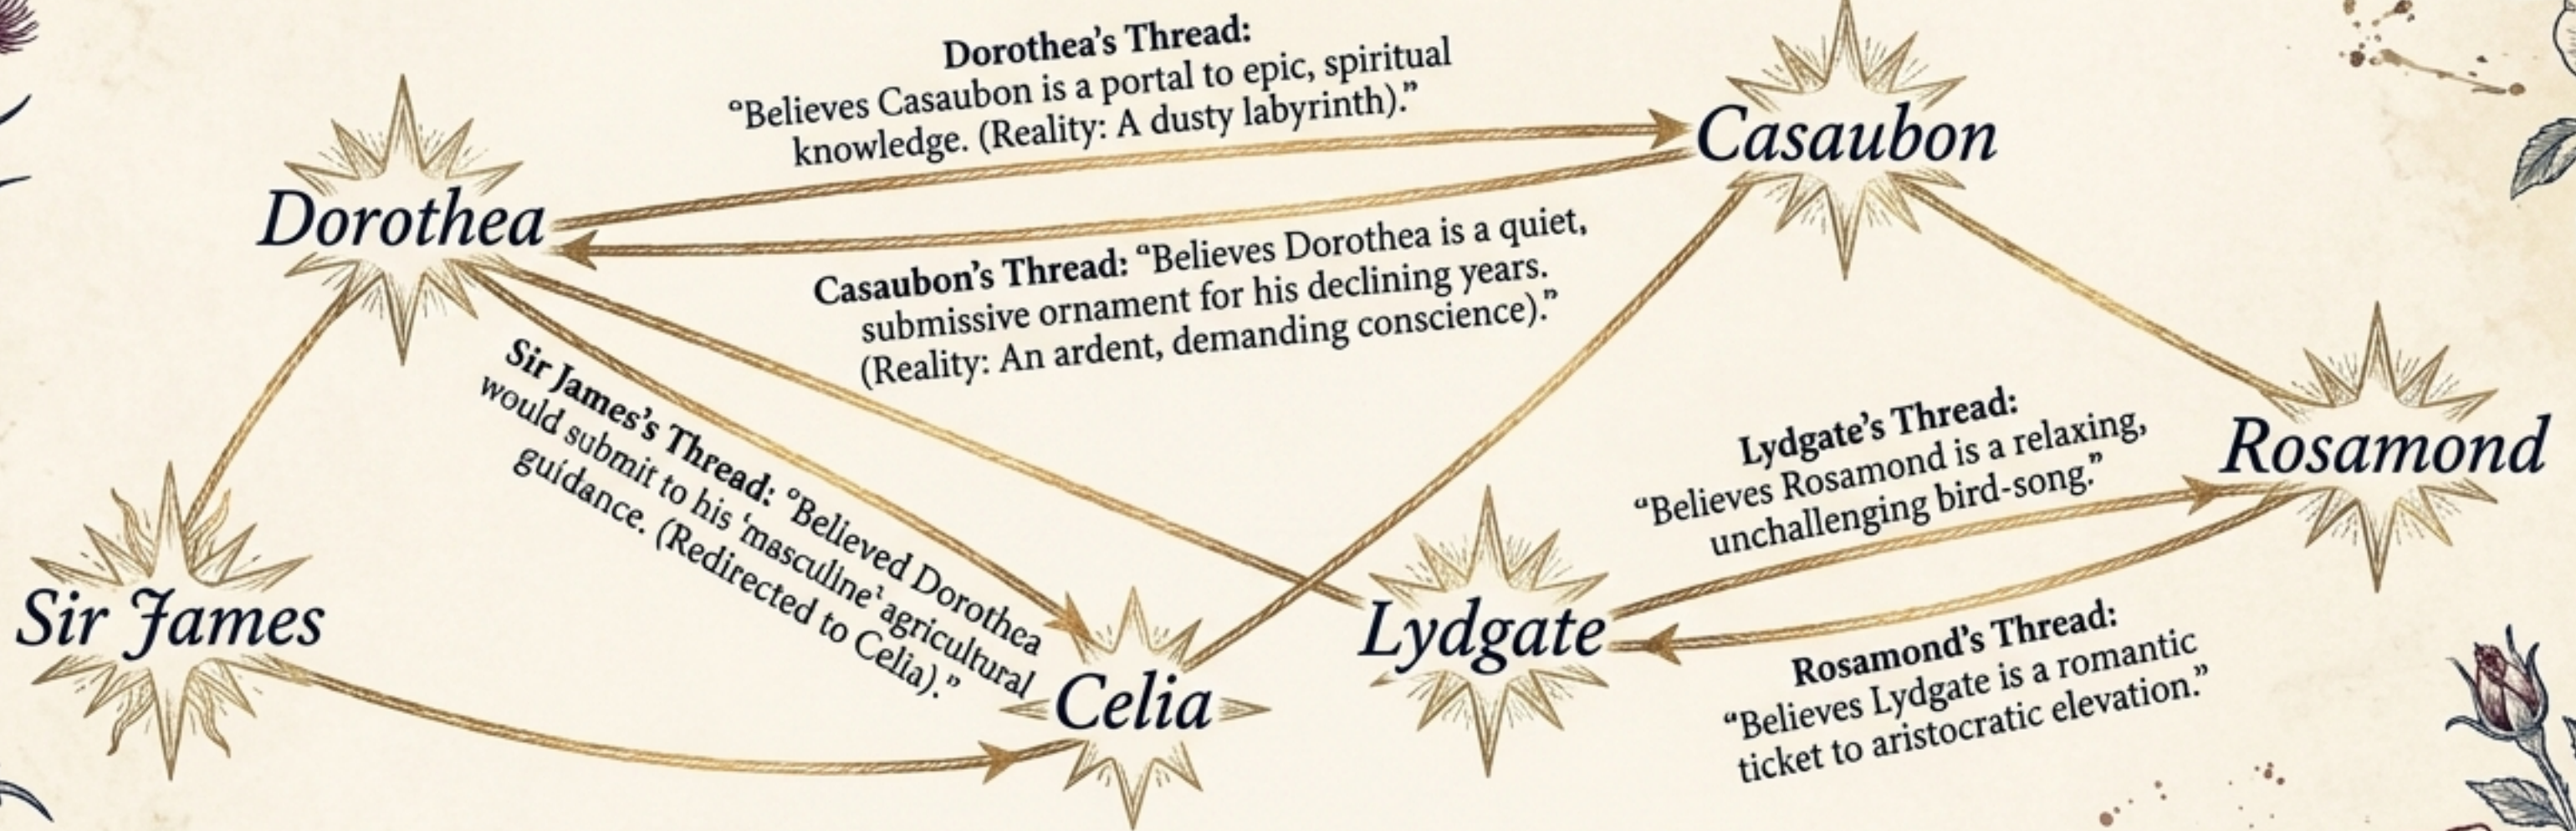 Dorothea's Thread:
“Believes Casaubon is a portal to epic, spiritual
knowledge. (Reality: A dusty labyrinth).”
Casaubon
Dorothea
Casaubon's Thread: “Believes Dorothea is a quiet,
submissive ornament for his declining years.
(Reality: An ardent, demanding conscience).”
Sir James's Thread: “Believed Dorothea
would submit to his ‘masculine’ agricultural
guidance. (Redirected to Celia).”
Lydgate's Thread:
“Believes Rosamond is a relaxing,
unchallenging bird-song.”
Rosamond
Sir James
Celia
Lydgate
Rosamond's Thread:
“Believes Lydgate is a romantic
ticket to aristocratic elevation.”